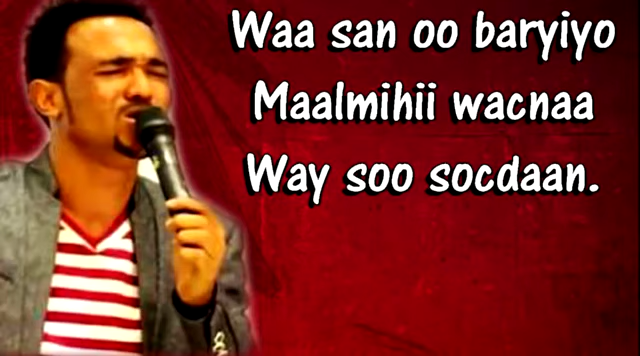 Waa san oo baryiyo
Maalmihii wacnaa
Way soo socdaan.